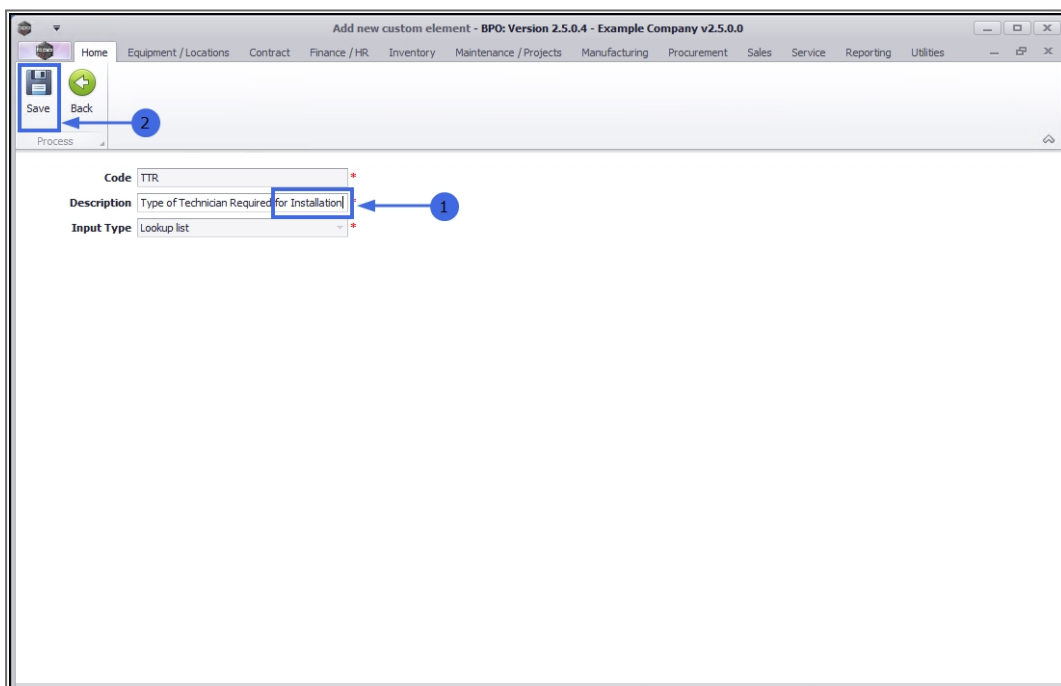 Add new custom element - BPO: Version 2.5.0.4 - Example Company v2.5.0.0
Home Equipment / Locations Contract Finance / HR Inventory Maintenance / Projects Manufacturing Procurement Sales Service Reporting Utilities
Save Back
2
Process
Code TTR *
Description Type of Technician Required for Installation *
1
Input Type Lookup list *